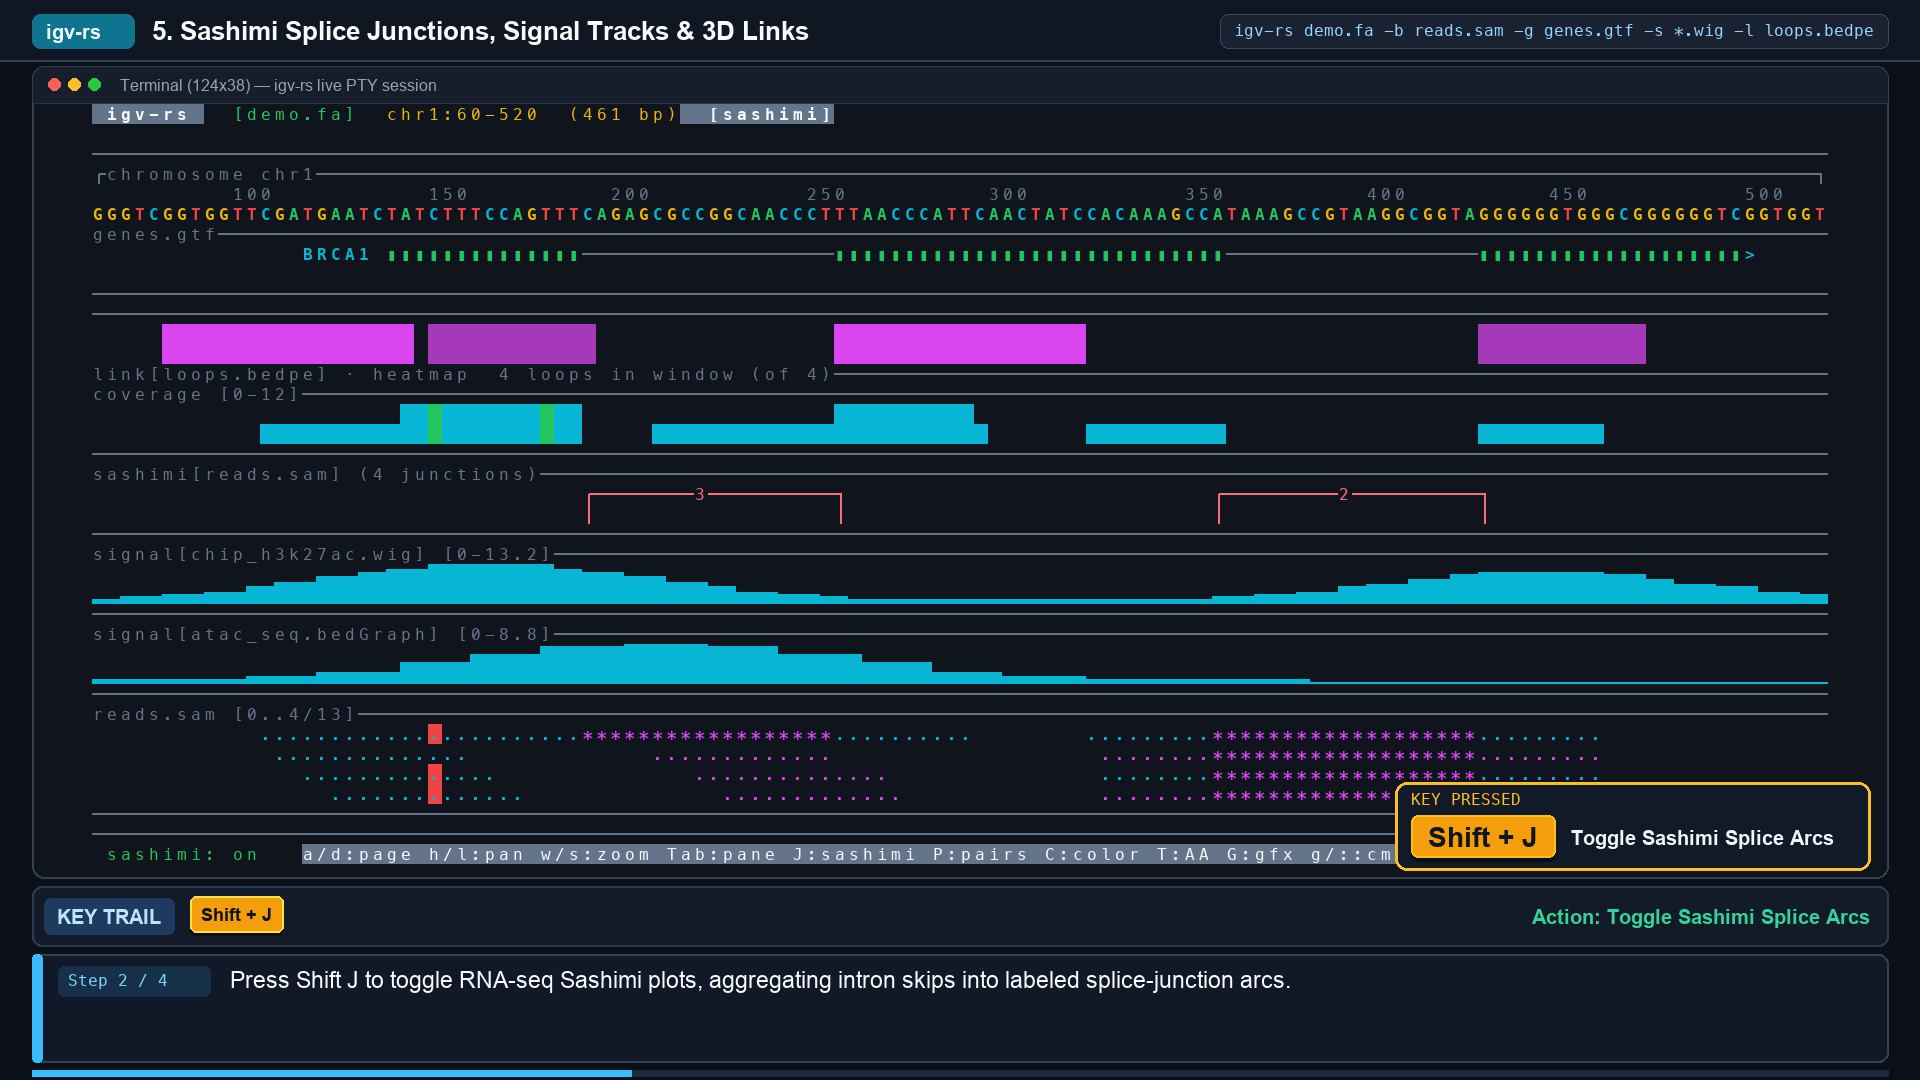 igv-rs
5. Sashimi Splice Junctions, Signal Tracks & 3D Links
igv-rs demo.fa -b reads.sam -g genes.gtf -s *.wig -l loops.bedpe
Terminal (124x38) — igv-rs live PTY session
igv-rs [demo.fa] chr1:60-520 (461 bp) [sashimi]
chromosome chr1
100 150 200 250 300 350 400 450 500
GGGTCGGTGGTTCGATGAATCTATCTTTCCAGTTTCAGAGCGCCGGCAACCCTTTAACCCATTCAACTATCCACAAAGCCATAAAGCCGTAAGGCGGTAGGGGGGTGGGCGGGGGGTCGGTGGT
genes.gtf
BRCA1 >
link[loops.bedpe] · heatmap 4 loops in window (of 4)
coverage [0-12]
sashimi[reads.sam] (4 junctions)
3 2
signal[chip_h3k27ac.wig] [0-13.2]
signal[atac_seq.bedGraph] [0-8.8]
reads.sam [0..4/13]
sashimi: on a/d:page h/l:pan w/s:zoom Tab:pane J:sashimi P:pairs C:color T:AA G:gfx g/::cm
KEY PRESSED
Shift + J Toggle Sashimi Splice Arcs
KEY TRAIL Shift + J Action: Toggle Sashimi Splice Arcs
Step 2 / 4 Press Shift J to toggle RNA-seq Sashimi plots, aggregating intron skips into labeled splice-junction arcs.